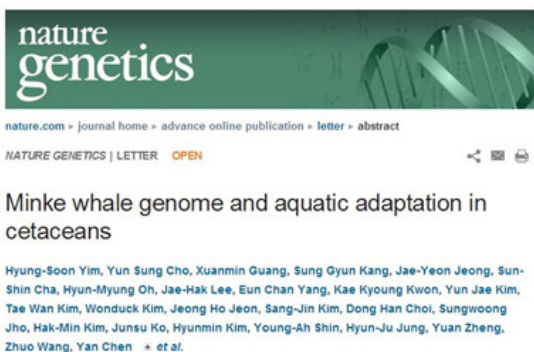 nature
genetics
nature.com ▸ journal home ▸ advance online publication ▸ letter ▸ abstract
NATURE GENETICS | LETTER OPEN
Minke whale genome and aquatic adaptation in
cetaceans
Hyung-Soon Yim, Yun Sung Cho, Xuanmin Guang, Sung Gyun Kang, Jae-Yeon Jeong, Sun-
Shin Cha, Hyun-Myung Oh, Jae-Hak Lee, Eun Chan Yang, Kae Kyoung Kwon, Yun Jae Kim,
Tae Wan Kim, Wonduck Kim, Jeong Ho Jeon, Sang-Jin Kim, Dong Han Choi, Sungwoong
Jho, Hak-Min Kim, Junsu Ko, Hyunmin Kim, Young-Ah Shin, Hyun-Ju Jung, Yuan Zheng,
Zhuo Wang, Yan Chen + et al.